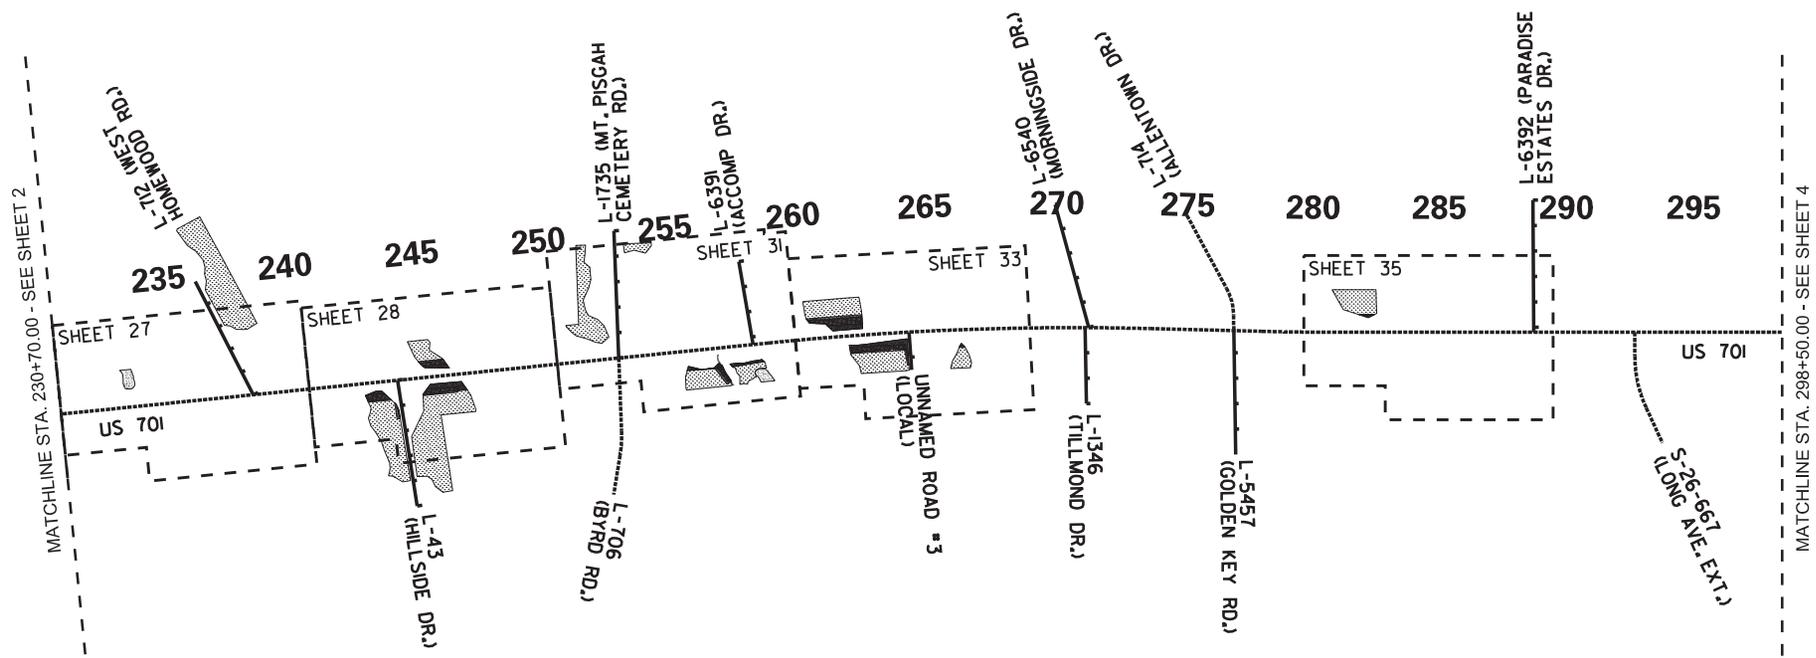 MATCHLINE STA. 230+70.00 - SEE SHEET 2
L-712 (WEST
HOMEWOOD RD.)
L-1735 (MT. PISGAH
CEMETERY RD.)
L-6391
(ACCOMP DR.)
L-6540
(MORNINGSIDE DR.)
L-714
(ALLENTOWN DR.)
L-6392 (PARADISE
ESTATES DR.)
235
240
245
250
255
260
265
270
275
280
285
290
295
SHEET 27
SHEET 28
SHEET 31
SHEET 33
SHEET 35
US 701
US 701
L-43
(HILLSIDE DR.)
L-706
(BYRD RD.)
UNNAMED ROAD #3
(LOCAL)
L-1346
(TILLMOND DR.)
L-5457
(GOLDEN KEY RD.)
S-26-667
(LONG AVE. EXT.)
MATCHLINE STA. 298+50.00 - SEE SHEET 4